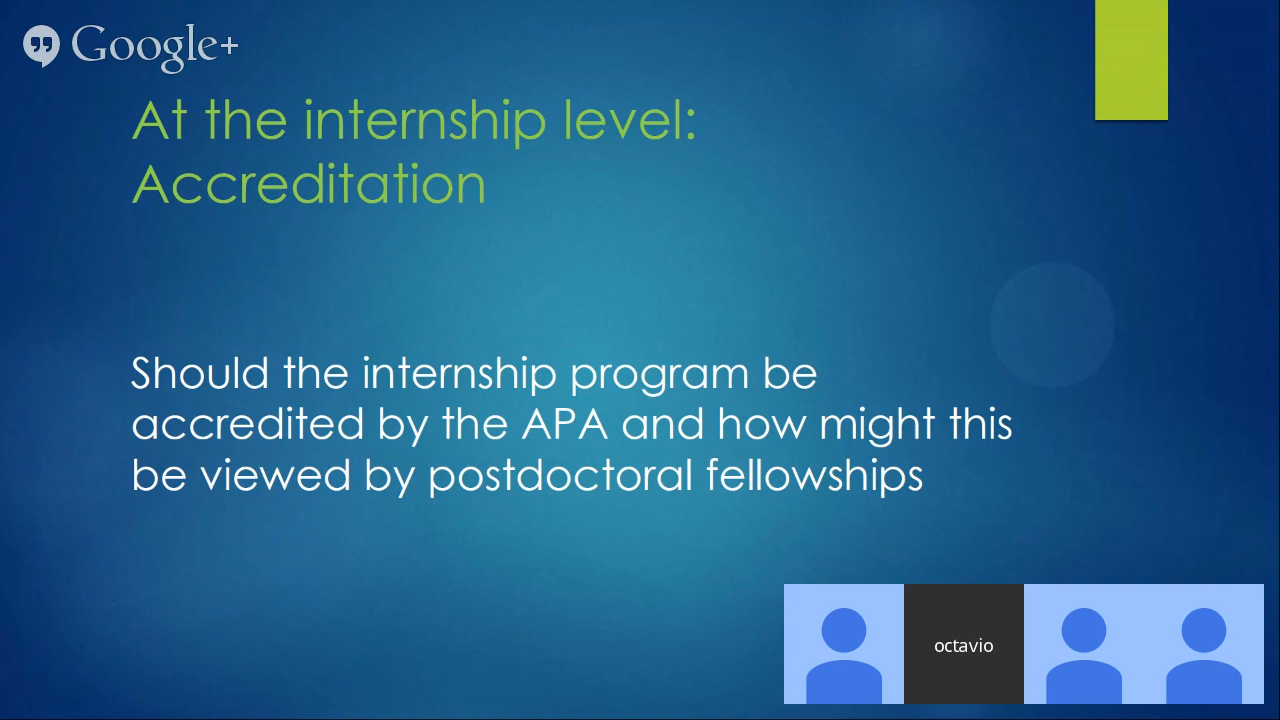 Google+
At the internship level:
Accreditation
Should the internship program be
accredited by the APA and how might this
be viewed by postdoctoral fellowships
octavio